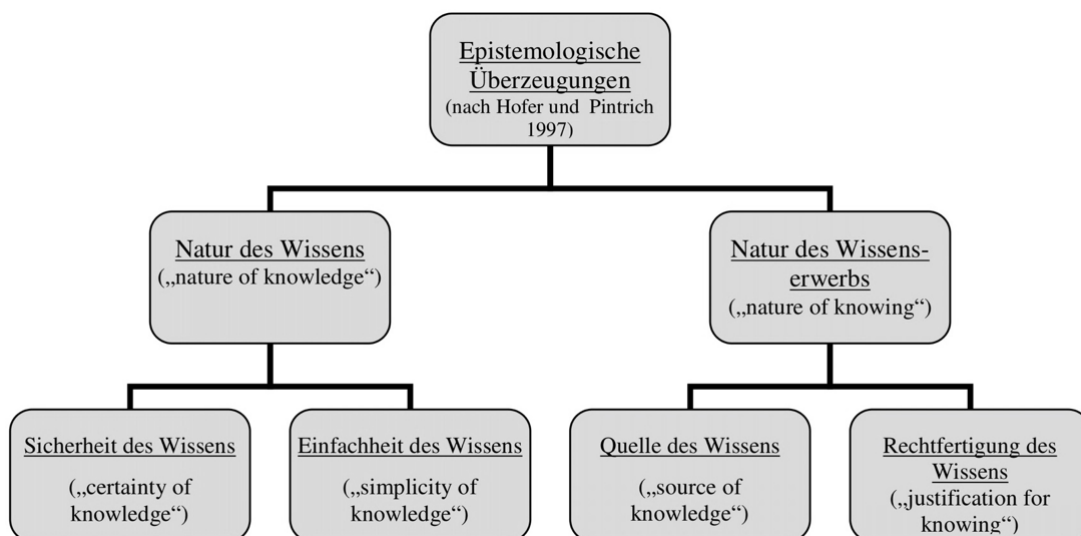 Epistemologische
Überzeugungen
(nach Hofer und Pintrich
1997)
Natur des Wissens
(„nature of knowledge“)
Natur des Wissens-
erwerbs
(„nature of knowing“)
Sicherheit des Wissens
(„certainty of
knowledge“)
Einfachheit des Wissens
(„simplicity of
knowledge“)
Quelle des Wissens
(„source of
knowledge“)
Rechtfertigung des
Wissens
(„justification for
knowing“)